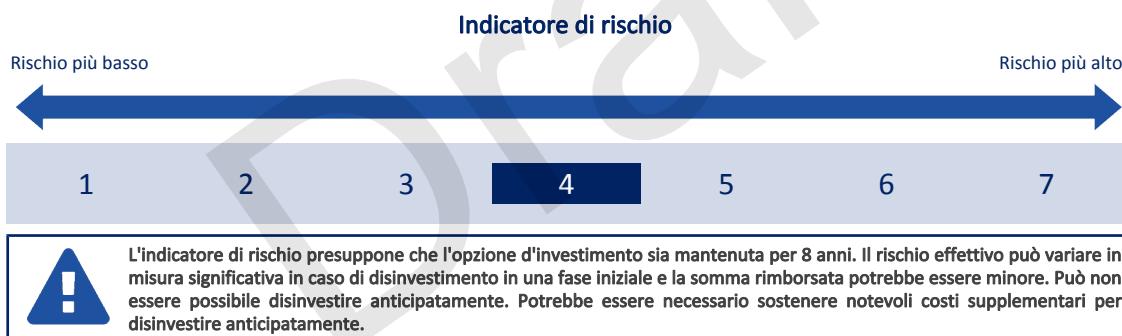 Indicatore di rischio
Rischio più basso
Rischio più alto
1 2 3 4 5 6 7
L'indicatore di rischio presuppone che l'opzione d'investimento sia mantenuta per 8 anni. Il rischio effettivo può variare in
misura significativa in caso di disinvestimento in una fase iniziale e la somma rimborsata potrebbe essere minore. Può non
essere possibile disinvestire anticipatamente. Potrebbe essere necessario sostenere notevoli costi supplementari per
disinvestire anticipatamente.